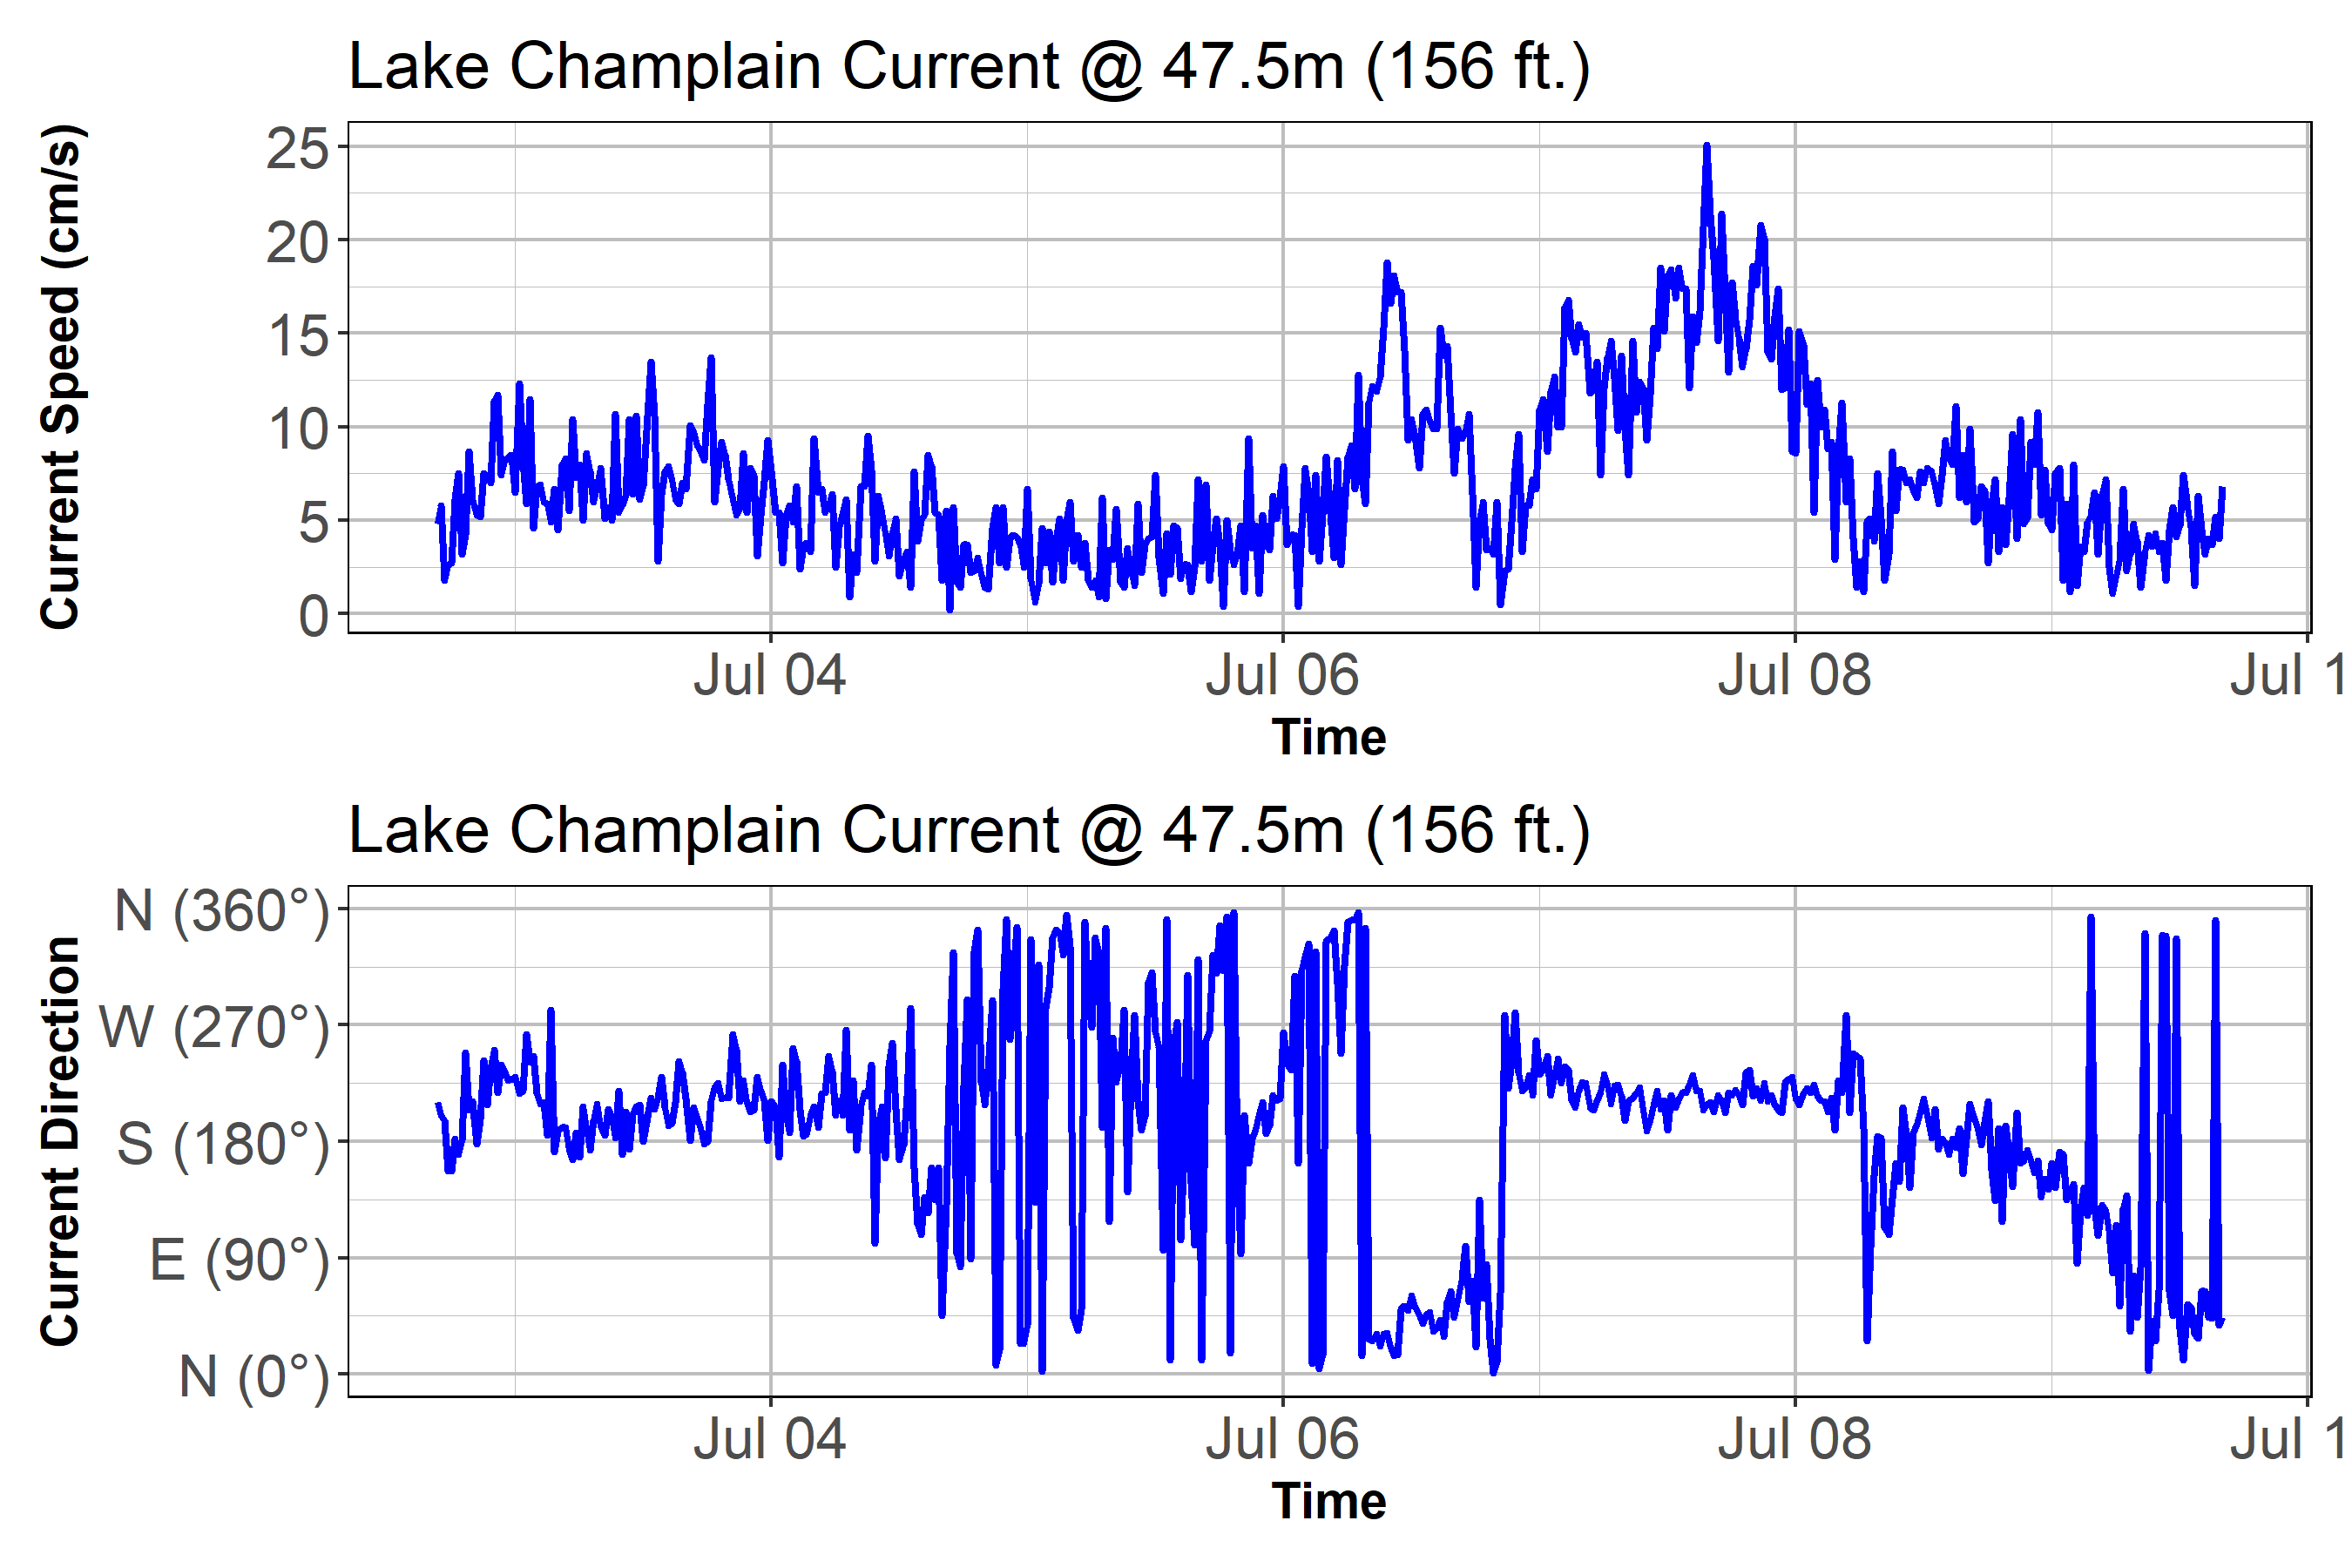 Lake Champlain Current @ 47.5m (156 ft.)
Current Speed (cm/s)
25
20
15
10
5
0
Jul 04 Jul 06 Jul 08 Jul 1
Time
Lake Champlain Current @ 47.5m (156 ft.)
Current Direction
N (360°)
W (270°)
S (180°)
E (90°)
N (0°)
Jul 04 Jul 06 Jul 08 Jul 1
Time